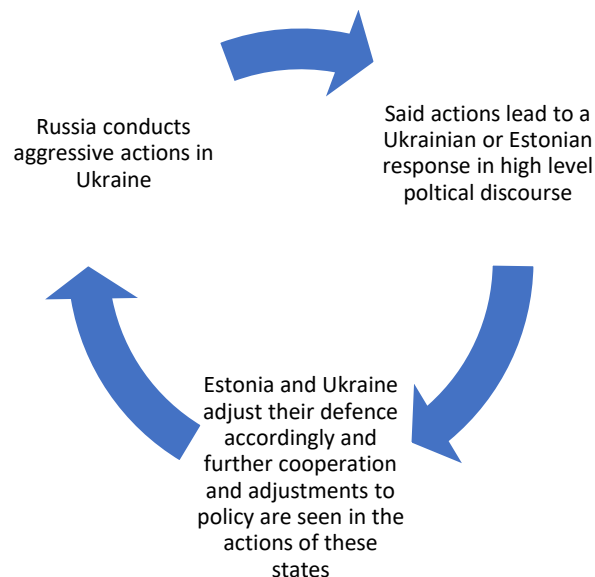 Russia conducts
aggressive actions in
Ukraine
Said actions lead to a
Ukrainian or Estonian
response in high level
poltical discourse
Estonia and Ukraine
adjust their defence
accordingly and
further cooperation
and adjustments to
policy are seen in the
actions of these
states